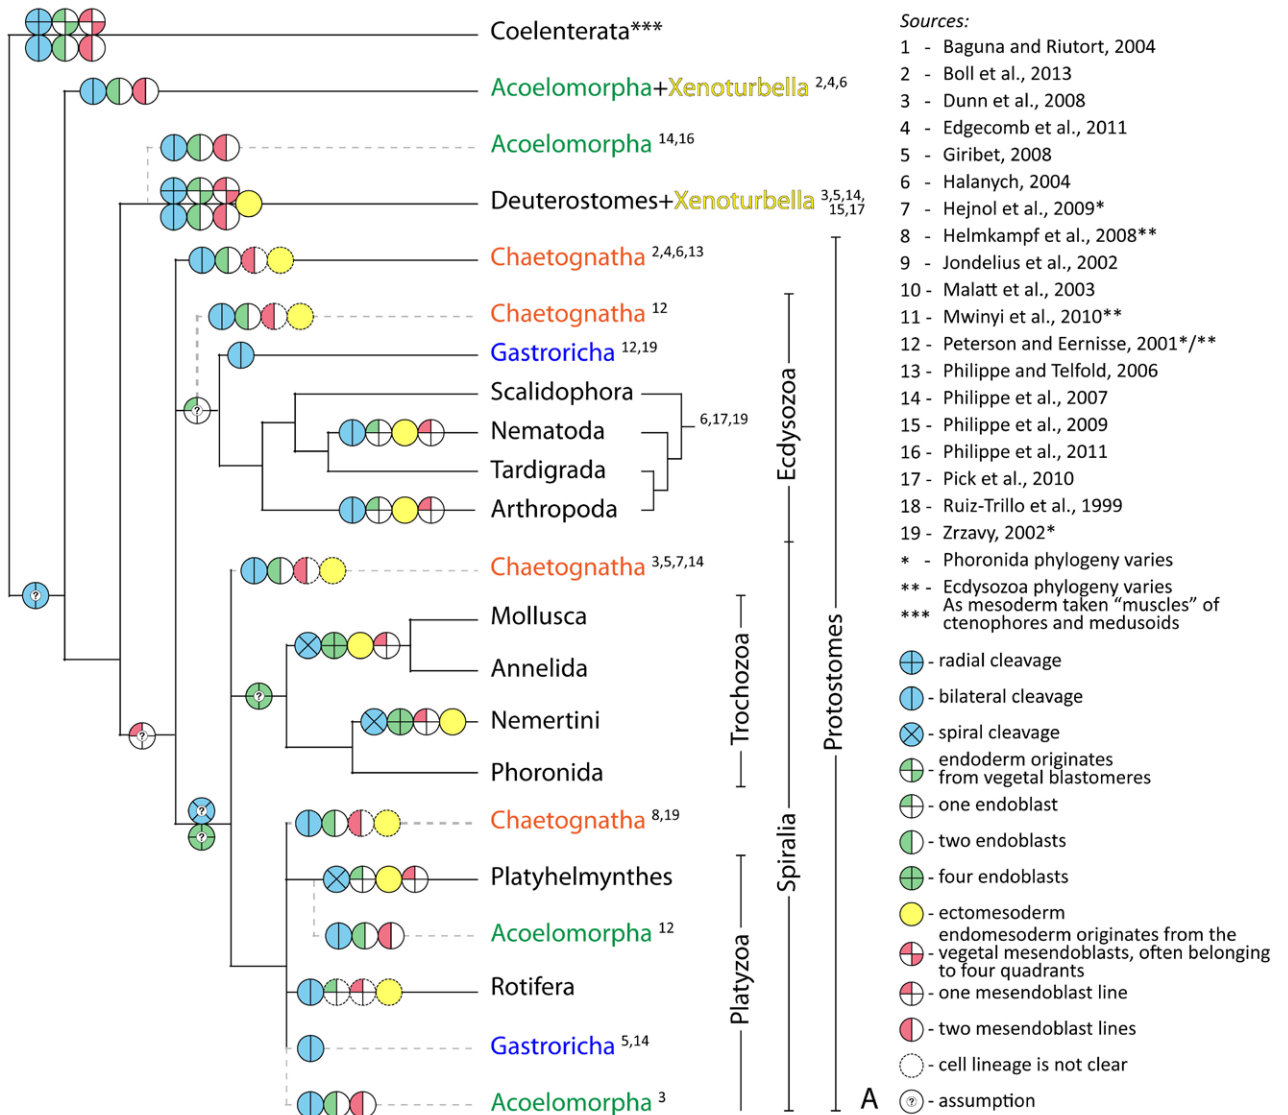 Coelenterata***
Acoelomorpha+Xenoturbella 2,4,6
Acoelomorpha 14,16
Deuterostomes+Xenoturbella 3,5,14,
15,17
Chaetognatha 2,4,6,13
Chaetognatha 12
Gastroricha 12,19
Scalidophora
6,17,19
Nematoda
Tardigrada
Arthropoda
Chaetognatha 3,5,7,14
Mollusca
Annelida
Nemertini
Phoronida
Chaetognatha 8,19
Platyhelmynthes
Acoelomorpha 12
Rotifera
Gastroricha 5,14
Acoelomorpha 3
Ecdysozoa
Trochozoa
Platyzoa
Spiralia
Protostomes
?
?
?
?
?
?
Sources:
1 - Baguna and Riutort, 2004
2 - Boll et al., 2013
3 - Dunn et al., 2008
4 - Edgecomb et al., 2011
5 - Giribet, 2008
6 - Halanych, 2004
7 - Hejnol et al., 2009*
8 - Helmkampf et al., 2008**
9 - Jondelius et al., 2002
10 - Malatt et al., 2003
11 - Mwinyi et al., 2010**
12 - Peterson and Eernisse, 2001*/**
13 - Philippe and Telfold, 2006
14 - Philippe et al., 2007
15 - Philippe et al., 2009
16 - Philippe et al., 2011
17 - Pick et al., 2010
18 - Ruiz-Trillo et al., 1999
19 - Zrzavy, 2002*
* - Phoronida phylogeny varies
** - Ecdysozoa phylogeny varies
*** As mesoderm taken “muscles” of
ctenophores and medusoids
- radial cleavage
- bilateral cleavage
- spiral cleavage
- endoderm originates
from vegetal blastomeres
- one endoblast
- two endoblasts
- four endoblasts
- ectomesoderm
endomesoderm originates from the
- vegetal mesendoblasts, often belonging
to four quadrants
- one mesendoblast line
- two mesendoblast lines
- cell lineage is not clear
? - assumption
A